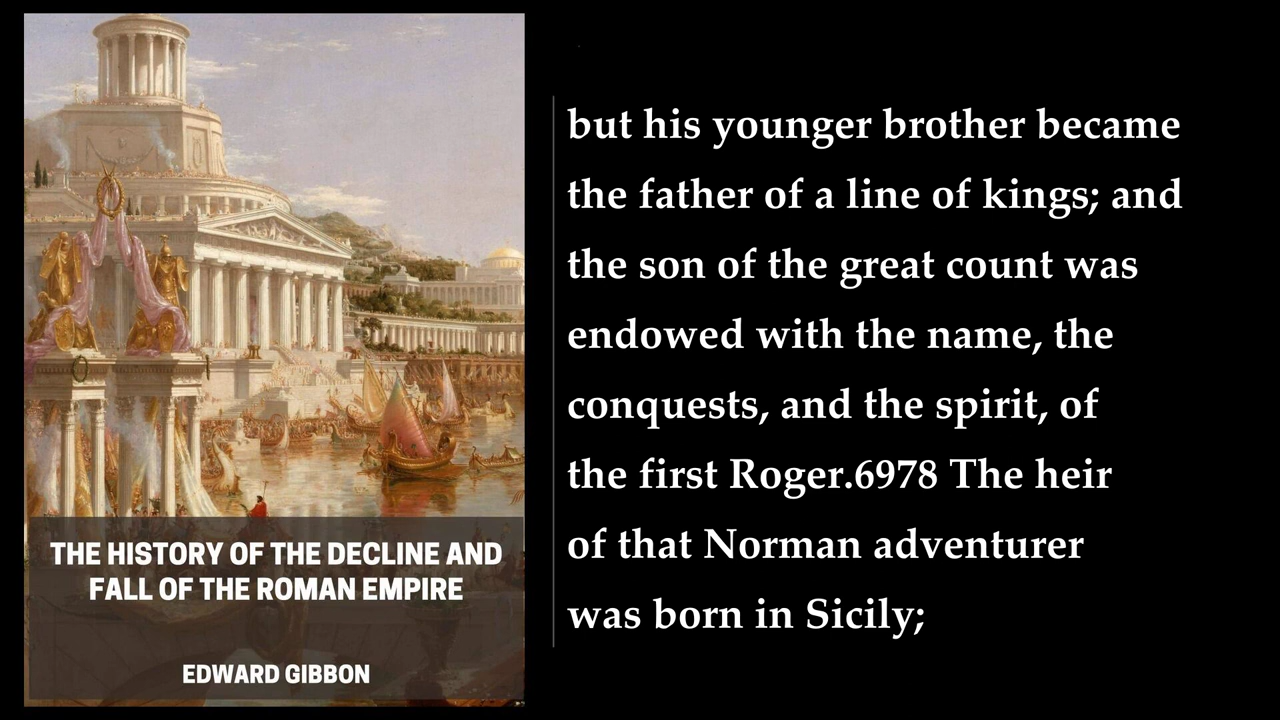 THE HISTORY OF THE DECLINE AND
FALL OF THE ROMAN EMPIRE
EDWARD GIBBON
but his younger brother became
the father of a line of kings; and
the son of the great count was
endowed with the name, the
conquests, and the spirit, of
the first Roger.6978 The heir
of that Norman adventurer
was born in Sicily;